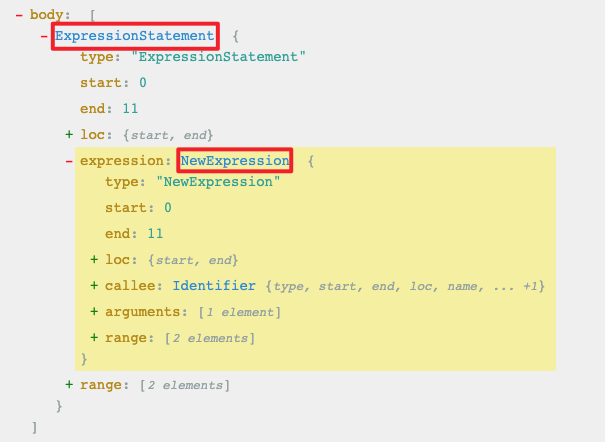 - body: [
- ExpressionStatement {
type: "ExpressionStatement"
start: 0
end: 11
+ loc: {start, end}
- expression: NewExpression {
type: "NewExpression"
start: 0
end: 11
+ loc: {start, end}
+ callee: Identifier {type, start, end, loc, name, ... +1}
+ arguments: [1 element]
+ range: [2 elements]
}
+ range: [2 elements]
}
]